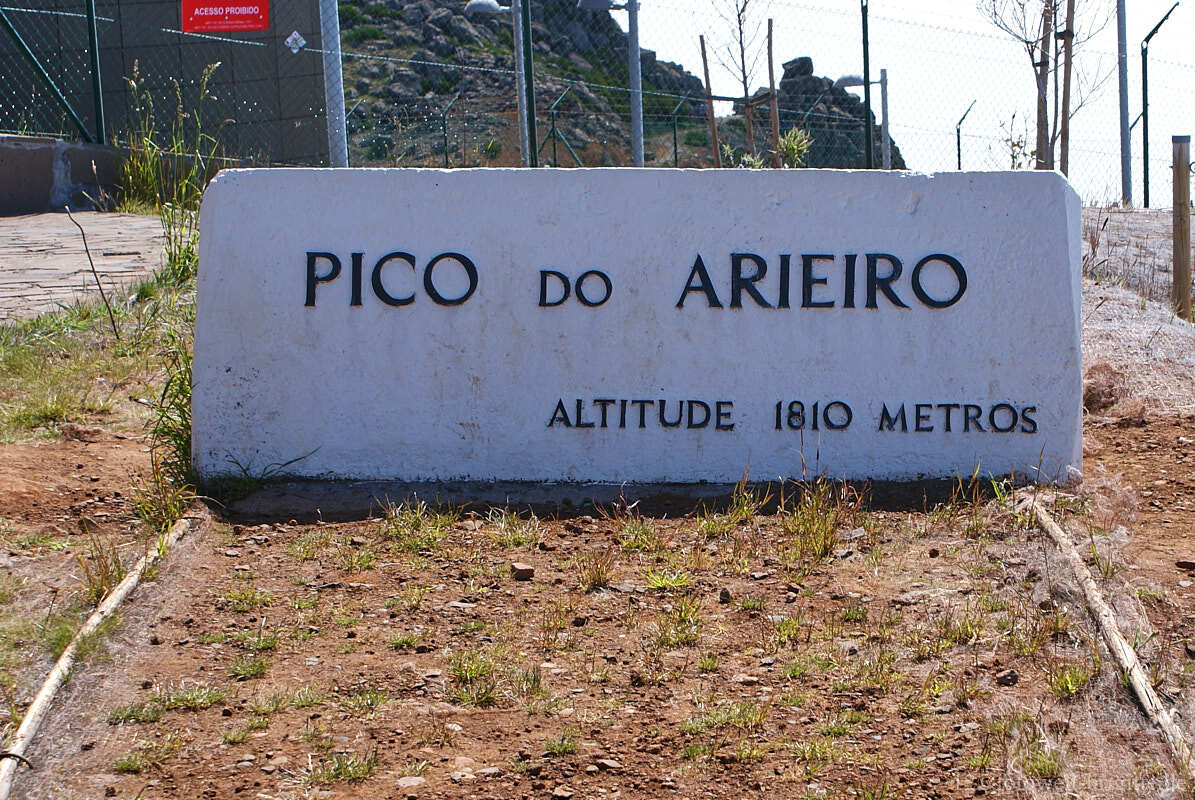 ACESSO PROIBIDO
PICO DO ARIEIRO
ALTITUDE 1810 METROS